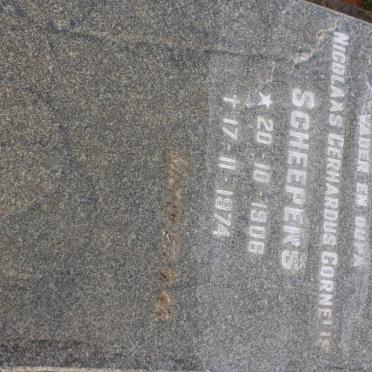 VADER EN OUPA
NICOLAAS GERHARDUS CORNELIS
SCHEEPERS
★ 20-10-1906
† 17-11-1974